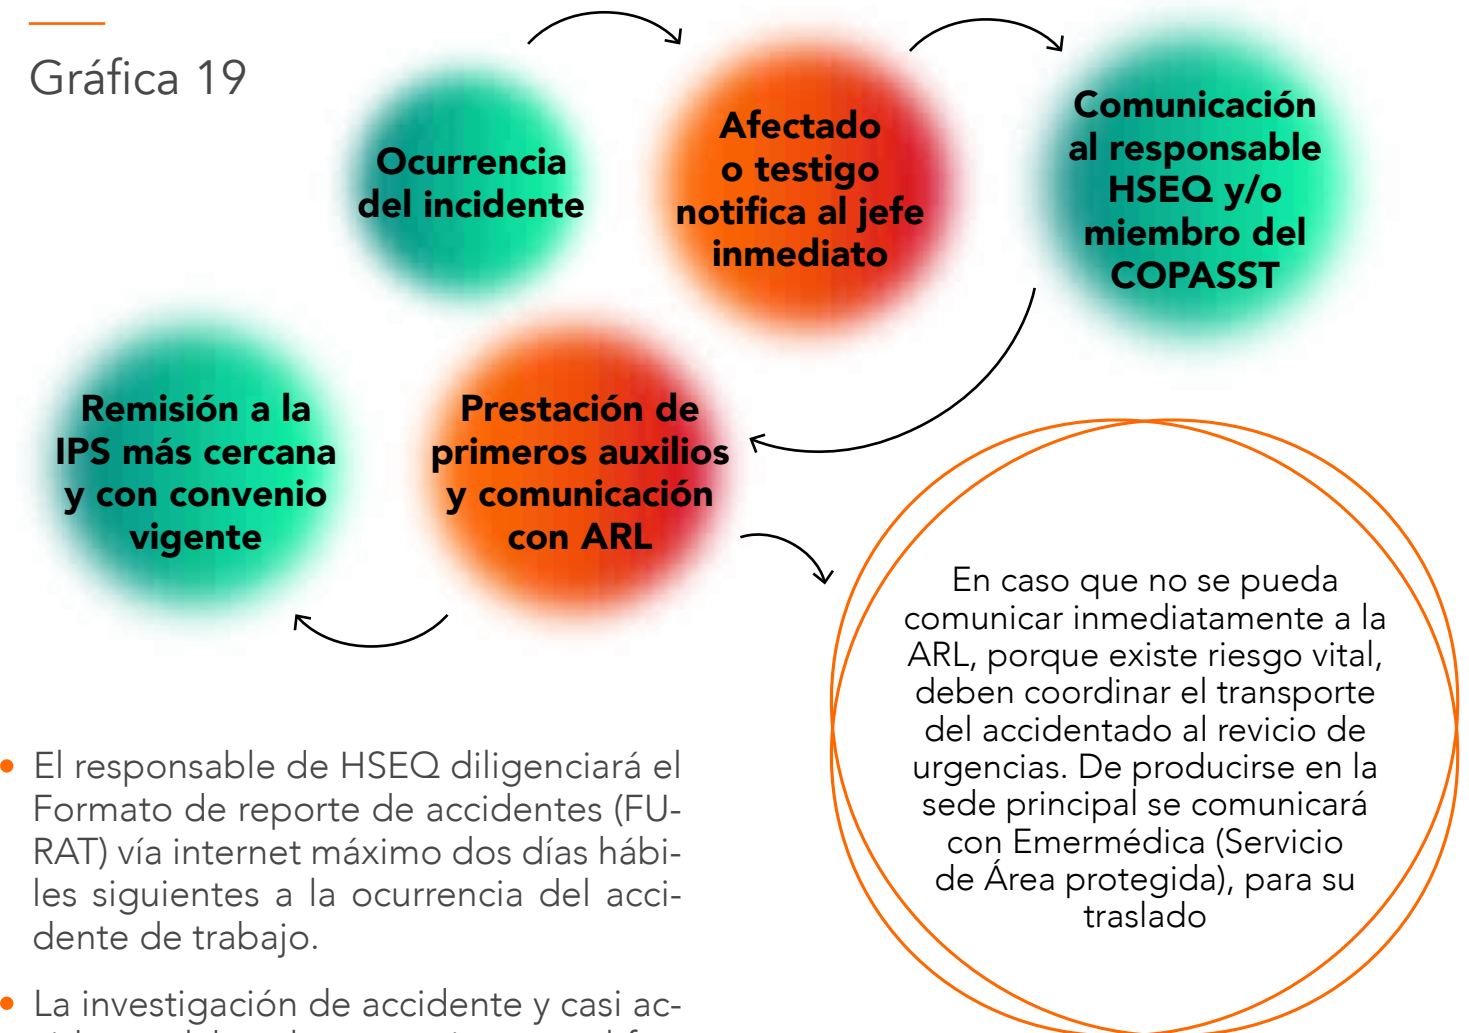 Gráfica 19
Ocurrencia
del incidente
Afectado
o testigo
notifica al jefe
inmediato
Comunicación
al responsable
HSEQ y/o
miembro del
COPASST
Prestación de
primeros auxilios
y comunicación
con ARL
Remisión a la
IPS más cercana
y con convenio
vigente
En caso que no se pueda
comunicar inmediatamente a la
ARL, porque existe riesgo vital,
deben coordinar el transporte
del accidentado al revicio de
urgencias. De producirse en la
sede principal se comunicará
con Emermédica (Servicio
de Área protegida), para su
traslado
• El responsable de HSEQ diligenciará el
Formato de reporte de accidentes (FU-
RAT) vía internet máximo dos días hábi-
les siguientes a la ocurrencia del acci-
dente de trabajo.
• La investigación de accidente y casi ac-